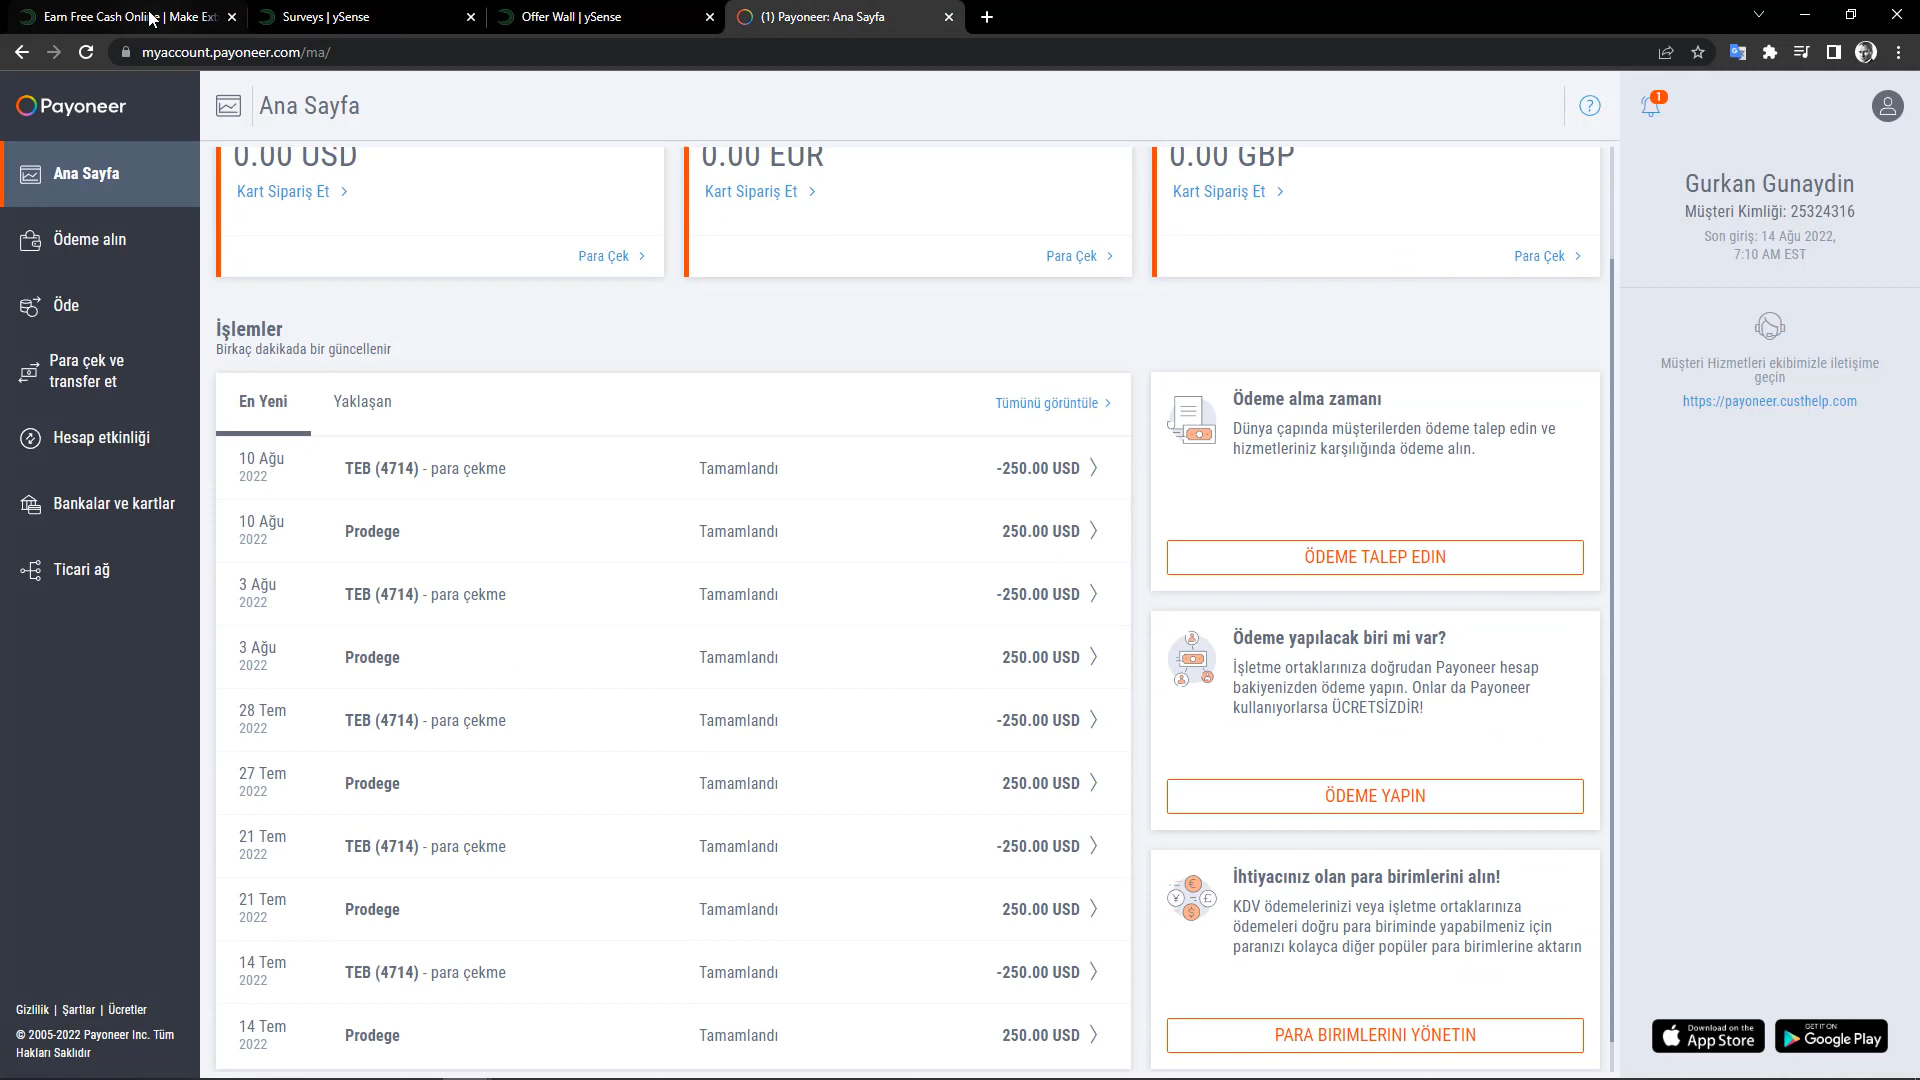 Earn Free Cash Online | Make Ext
Surveys | ySense
Offer Wall | ySense
(1) Payoneer: Ana Sayfa
myaccount.payoneer.com/ma/
Payoneer
Ana Sayfa
Ödeme alın
Öde
Para çek ve
transfer et
Hesap etkinliği
Bankalar ve kartlar
Ticari ağ
Gizlilik | Şartlar | Ücretler
© 2005-2022 Payoneer Inc. Tüm
Hakları Saklıdır
Ana Sayfa
?
0.00 USD
Kart Sipariş Et
Para Çek
0.00 EUR
Kart Sipariş Et
Para Çek
0.00 GBP
Kart Sipariş Et
Para Çek
İşlemler
Birkaç dakikada bir güncellenir
En Yeni Yaklaşan Tümünü görüntüle
10 Ağu
2022
TEB (4714) - para çekme Tamamlandı -250.00 USD
10 Ağu
2022
Prodege Tamamlandı 250.00 USD
3 Ağu
2022
TEB (4714) - para çekme Tamamlandı -250.00 USD
3 Ağu
2022
Prodege Tamamlandı 250.00 USD
28 Tem
2022
TEB (4714) - para çekme Tamamlandı -250.00 USD
27 Tem
2022
Prodege Tamamlandı 250.00 USD
21 Tem
2022
TEB (4714) - para çekme Tamamlandı -250.00 USD
21 Tem
2022
Prodege Tamamlandı 250.00 USD
14 Tem
2022
TEB (4714) - para çekme Tamamlandı -250.00 USD
14 Tem
2022
Prodege Tamamlandı 250.00 USD
Ödeme alma zamanı
Dünya çapında müşterilerden ödeme talep edin ve
hizmetleriniz karşılığında ödeme alın.
ÖDEME TALEP EDIN
Ödeme yapılacak biri mi var?
İşletme ortaklarınıza doğrudan Payoneer hesap
bakiyenizden ödeme yapın. Onlar da Payoneer
kullanıyorlarsa ÜCRETSİZDİR!
ÖDEME YAPIN
İhtiyacınız olan para birimlerini alın!
KDV ödemelerinizi veya işletme ortaklarınıza
ödemeleri doğru para biriminde yapabilmeniz için
paranızı kolayca diğer popüler para birimlerine aktarın
PARA BIRIMLERINI YÖNETIN
1
Gurkan Gunaydin
Müşteri Kimliği: 25324316
Son giriş: 14 Ağu 2022,
7:10 AM EST
Müşteri Hizmetleri ekibimizle iletişime
geçin
https://payoneer.custhelp.com
Download on the
App Store
GET IT ON
Google Play